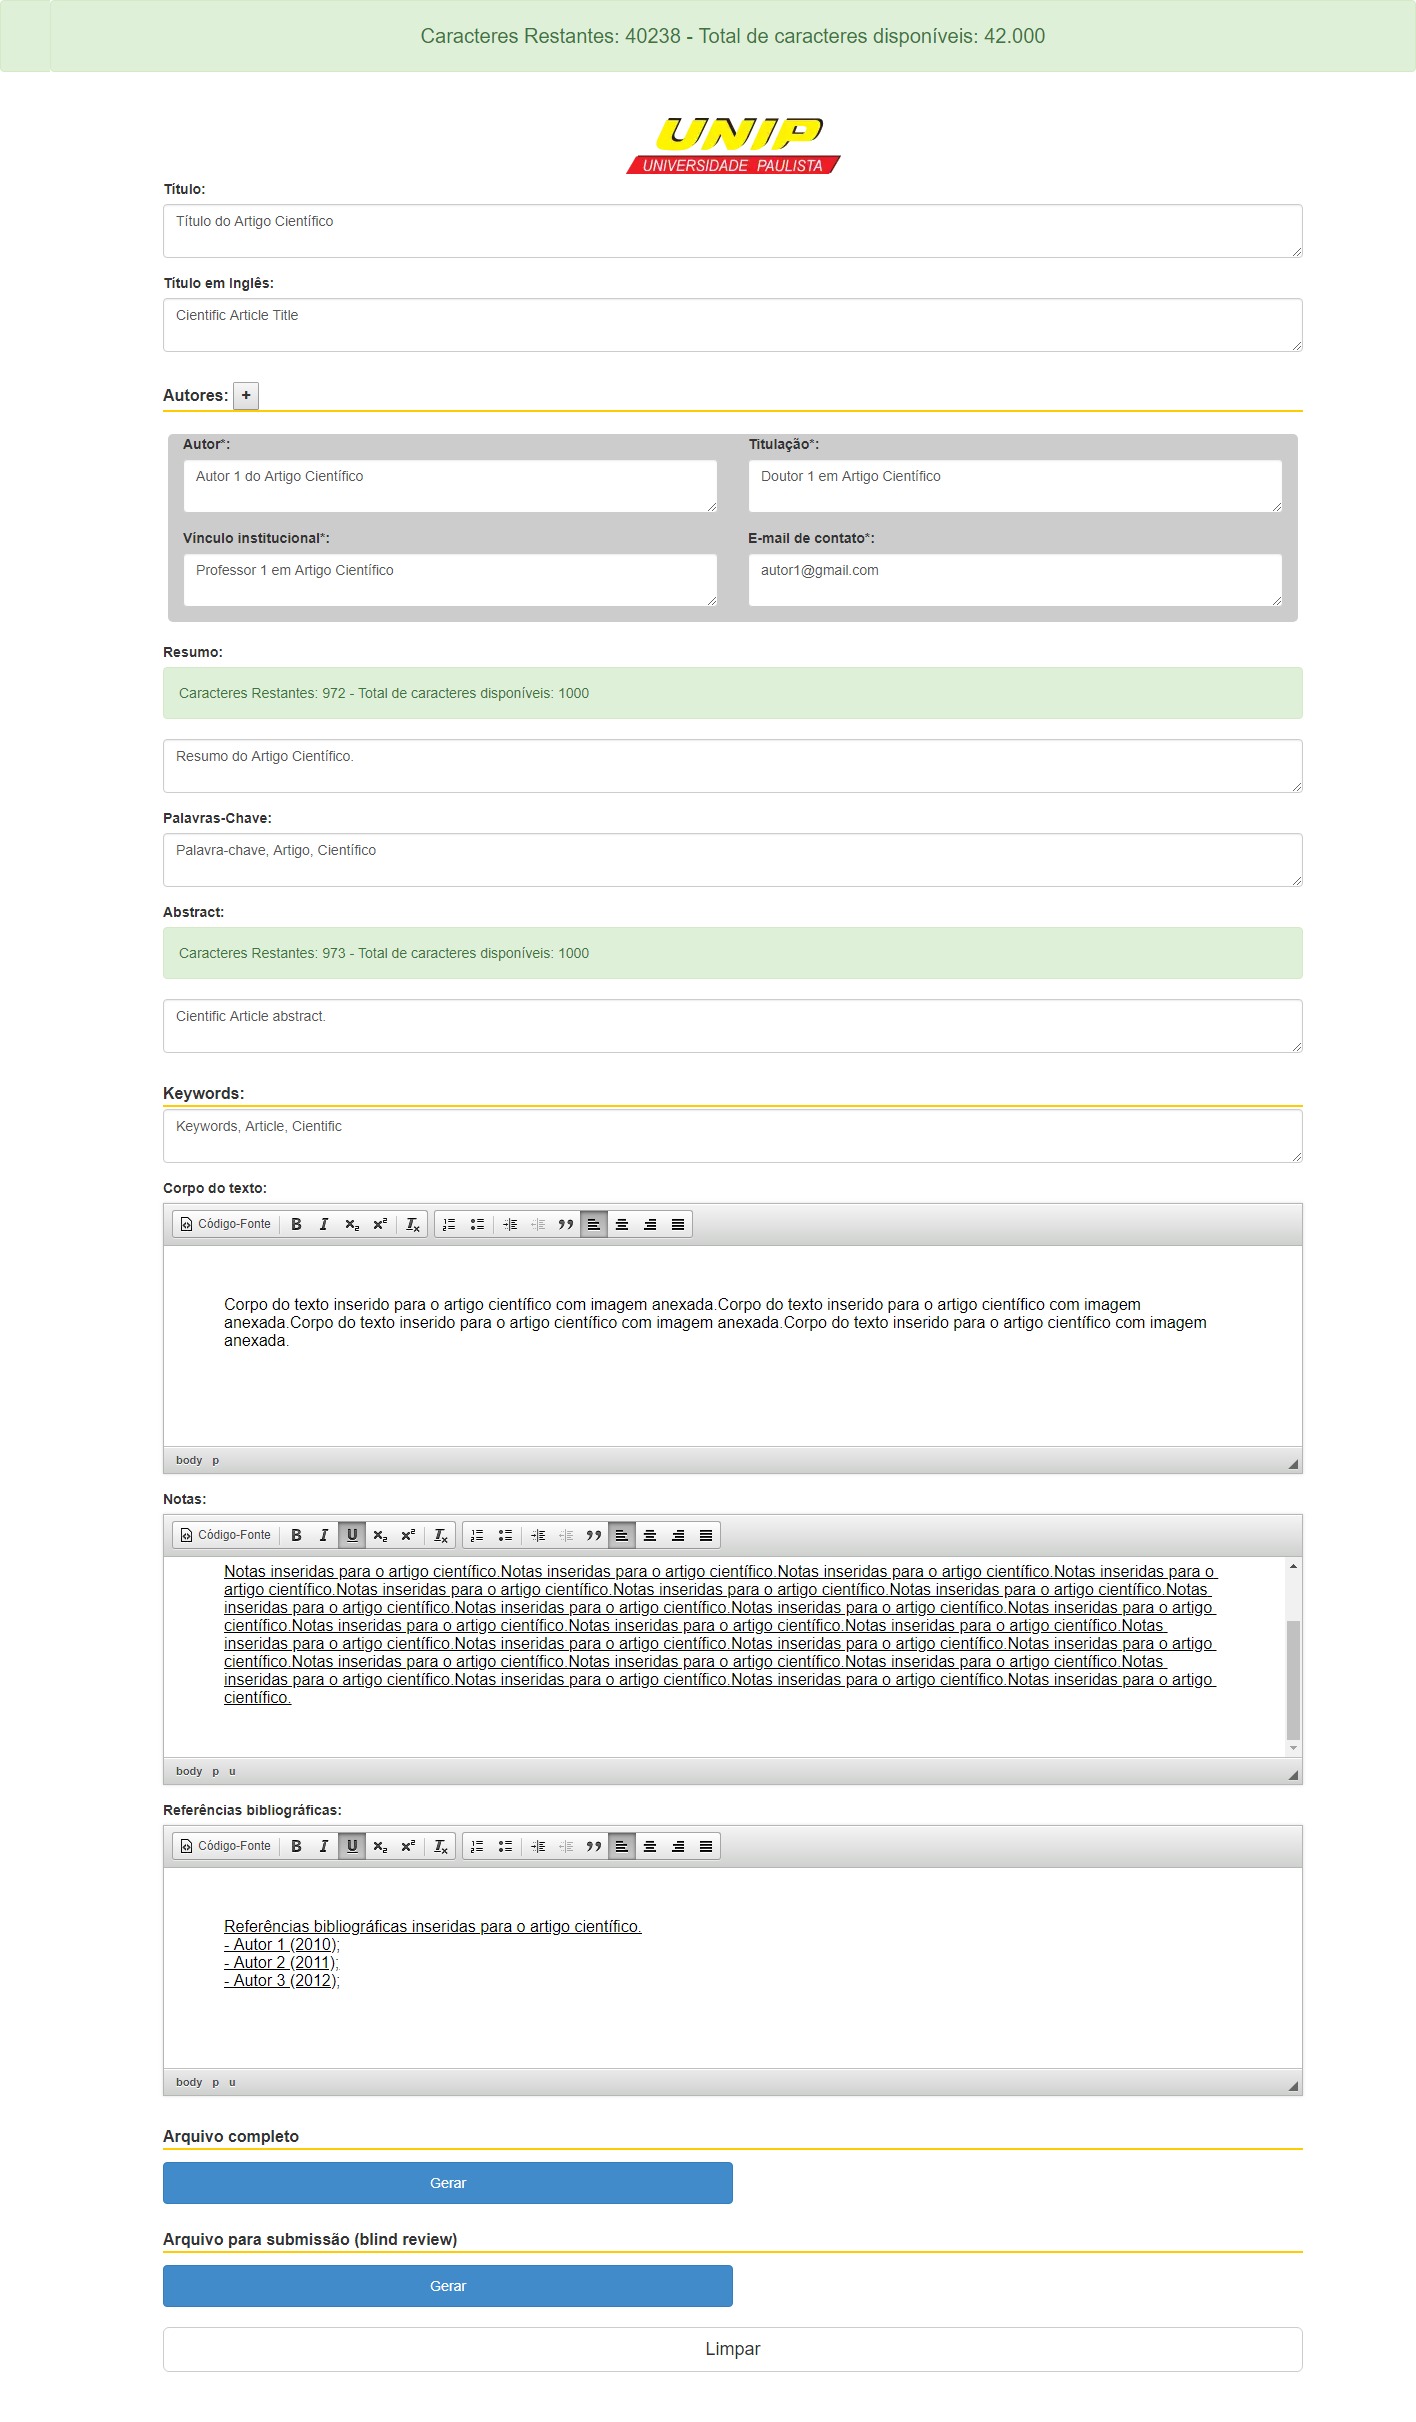 Caracteres Restantes: 40238 - Total de caracteres disponíveis: 42.000
UNIP
UNIVERSIDADE PAULISTA
Título:
Título do Artigo Científico
Título em Inglês:
Cientific Article Title
Autores: +
Autor*: Titulação*:
Autor 1 do Artigo Científico Doutor 1 em Artigo Científico
Vínculo institucional*: E-mail de contato*:
Professor 1 em Artigo Científico autor1@gmail.com
Resumo:
Caracteres Restantes: 972 - Total de caracteres disponíveis: 1000
Resumo do Artigo Científico.
Palavras-Chave:
Palavra-chave, Artigo, Científico
Abstract:
Caracteres Restantes: 973 - Total de caracteres disponíveis: 1000
Cientific Article abstract.
Keywords:
Keywords, Article, Cientific
Corpo do texto:
Código-Fonte B I x₂ x² Tx
Corpo do texto inserido para o artigo científico com imagem anexada.Corpo do texto inserido para o artigo científico com imagem
anexada.Corpo do texto inserido para o artigo científico com imagem anexada.Corpo do texto inserido para o artigo científico com imagem
anexada.
body p
Notas:
Código-Fonte B I U x₂ x² Tx
Notas inseridas para o artigo científico.Notas inseridas para o artigo científico.Notas inseridas para o artigo científico.Notas inseridas para o
artigo científico.Notas inseridas para o artigo científico.Notas inseridas para o artigo científico.Notas inseridas para o artigo científico.Notas
inseridas para o artigo científico.Notas inseridas para o artigo científico.Notas inseridas para o artigo científico.Notas inseridas para o artigo
científico.Notas inseridas para o artigo científico.Notas inseridas para o artigo científico.Notas inseridas para o artigo científico.Notas
inseridas para o artigo científico.Notas inseridas para o artigo científico.Notas inseridas para o artigo científico.Notas inseridas para o artigo
científico.Notas inseridas para o artigo científico.Notas inseridas para o artigo científico.Notas inseridas para o artigo científico.Notas
inseridas para o artigo científico.Notas inseridas para o artigo científico.Notas inseridas para o artigo científico.Notas inseridas para o artigo
científico.
body p u
Referências bibliográficas:
Código-Fonte B I U x₂ x² Tx
Referências bibliográficas inseridas para o artigo científico.
- Autor 1 (2010);
- Autor 2 (2011);
- Autor 3 (2012);
body p u
Arquivo completo
Gerar
Arquivo para submissão (blind review)
Gerar
Limpar